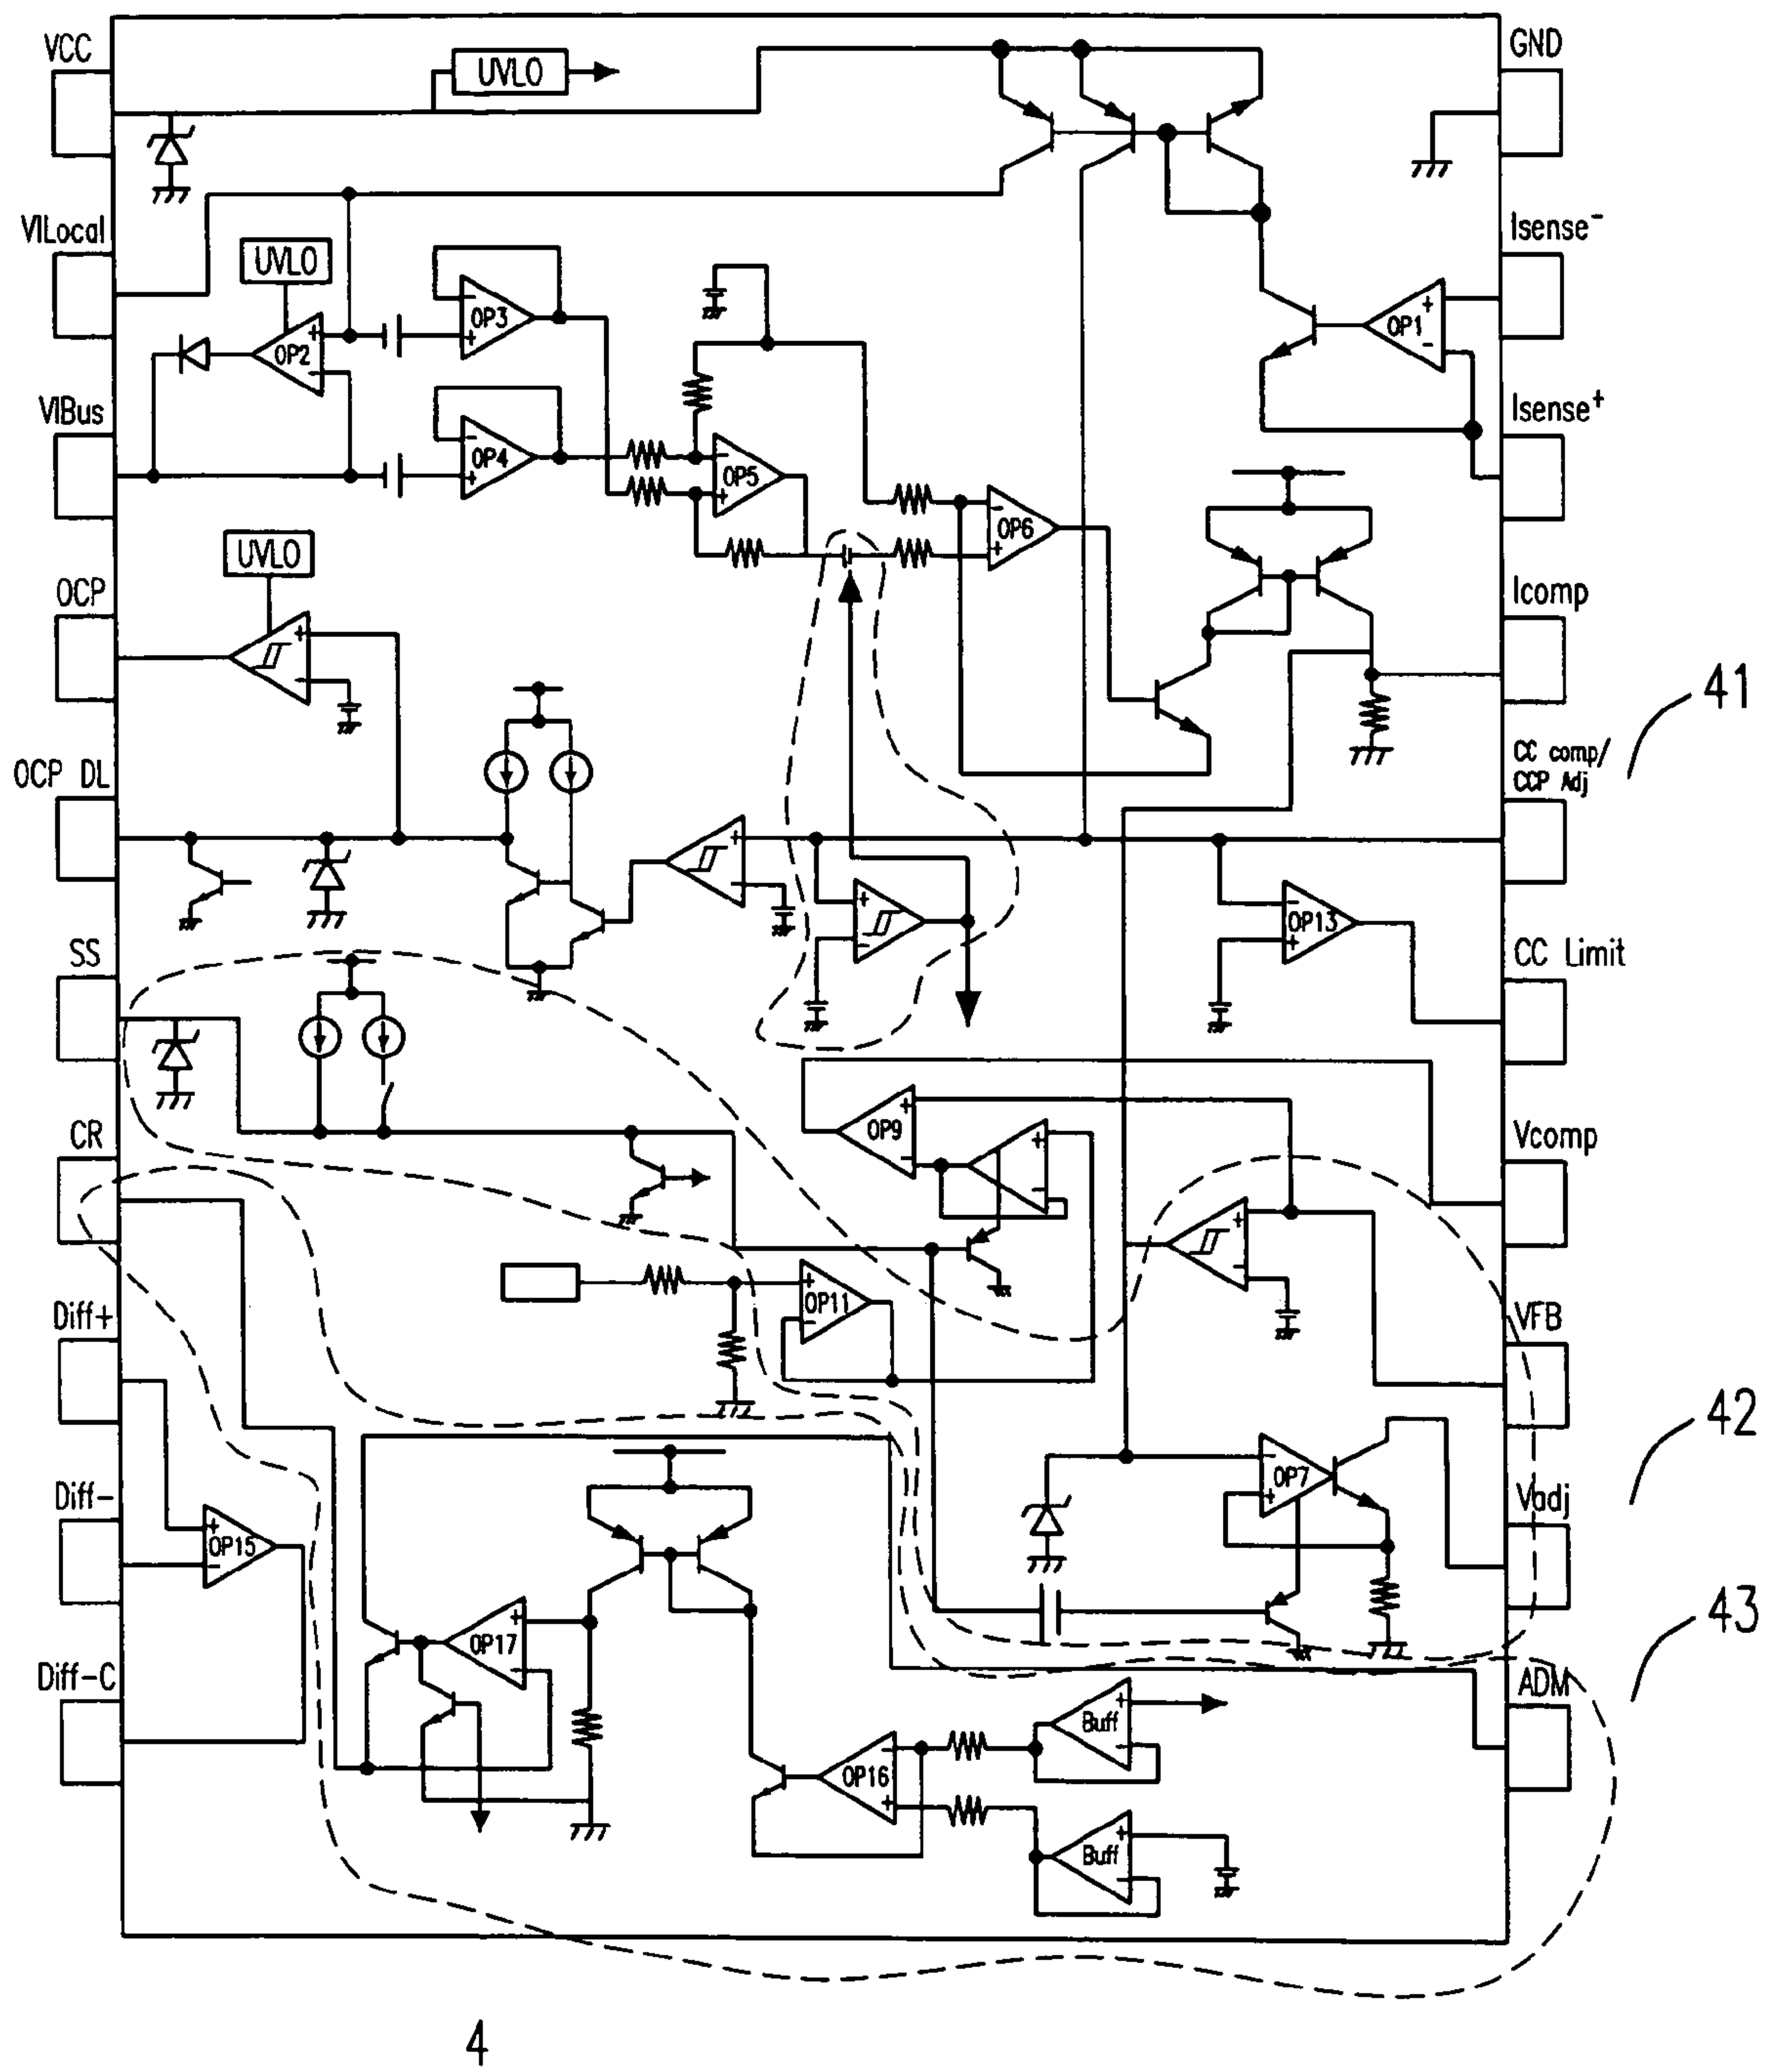 VCC
UVLO
GND
VILocal
UVLO
Isense-
OP3
OP2
OP1
VIBus
Isense+
OP4
OP5
OP6
UVLO
OCP
Icomp
41
OCP DL
CC comp/
CCP Adj
SS
OP13
CC Limit
CR
OP9
Vcomp
Diff+
OP11
VFB
42
Diff-
OP7
Vadj
OP15
43
OP17
Diff-C
ADM
Buff
OP16
Buff
4